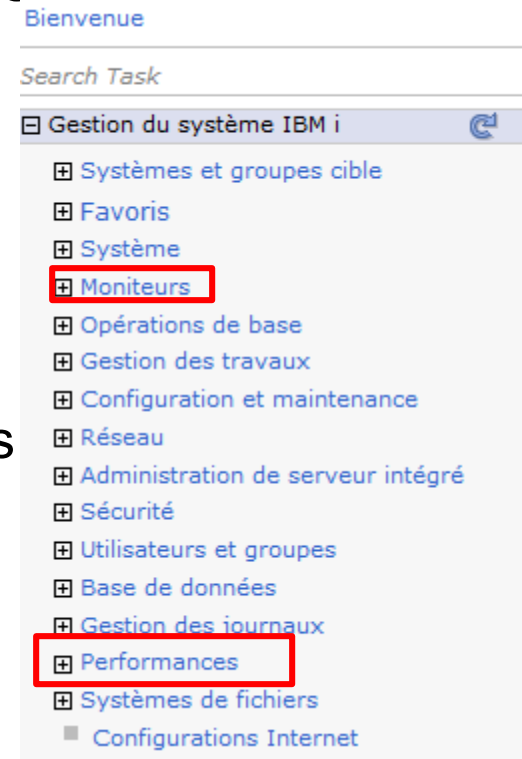 Bienvenue
Search Task
Gestion du système IBM i
Systèmes et groupes cible
Favoris
Système
Moniteurs
Opérations de base
Gestion des travaux
Configuration et maintenance
s
Réseau
Administration de serveur intégré
Sécurité
Utilisateurs et groupes
Base de données
Gestion des journaux
Performances
Systèmes de fichiers
Configurations Internet